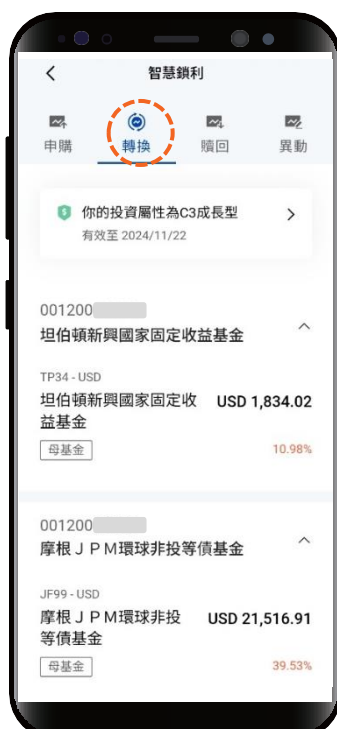 智慧鎖利
申購 轉換 贖回 異動
你的投資屬性為C3成長型
有效至 2024/11/22
001200
坦伯頓新興國家固定收益基金
TP34 - USD
坦伯頓新興國家固定收 USD 1,834.02
益基金
母基金 10.98%
001200
摩根ＪＰＭ環球非投等債基金
JF99 - USD
摩根ＪＰＭ環球非投 USD 21,516.91
等債基金
母基金 39.53%